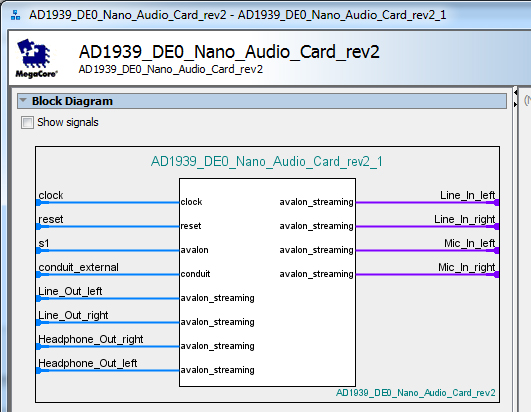 AD1939_DE0_Nano_Audio_Card_rev2 - AD1939_DE0_Nano_Audio_Card_rev2_1
AD1939_DE0_Nano_Audio_Card_rev2
AD1939_DE0_Nano_Audio_Card_rev2
MegaCore®
Block Diagram
Show signals
AD1939_DE0_Nano_Audio_Card_rev2_1
clock clock avalon_streaming Line_In_left
reset reset avalon_streaming Line_In_right
s1 avalon avalon_streaming Mic_In_left
conduit_external conduit avalon_streaming Mic_In_right
Line_Out_left avalon_streaming
Line_Out_right avalon_streaming
Headphone_Out_right avalon_streaming
Headphone_Out_left avalon_streaming
AD1939_DE0_Nano_Audio_Card_rev2